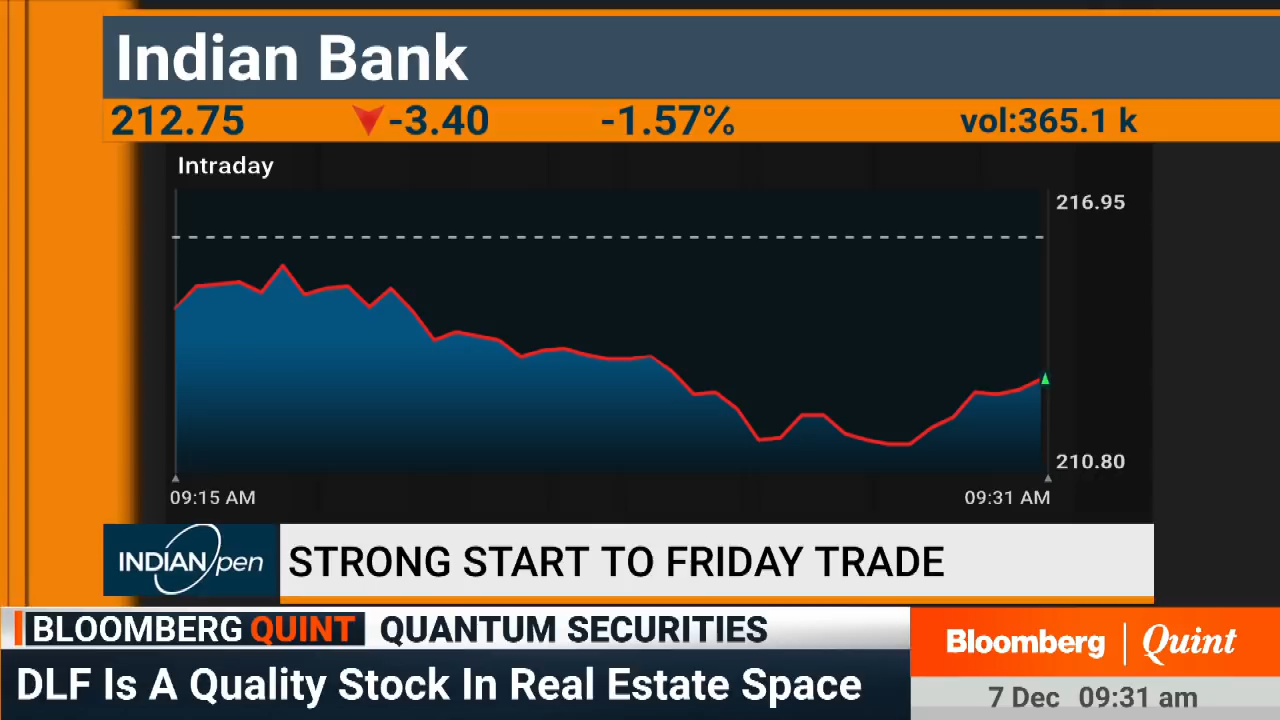 Indian Bank
212.75 -3.40 -1.57% vol:365.1 k
Intraday
216.95
210.80
09:15 AM 09:31 AM
INDIAN Open STRONG START TO FRIDAY TRADE
BLOOMBERG QUINT QUANTUM SECURITIES
DLF Is A Quality Stock In Real Estate Space
Bloomberg | Quint
7 Dec 09:31 am